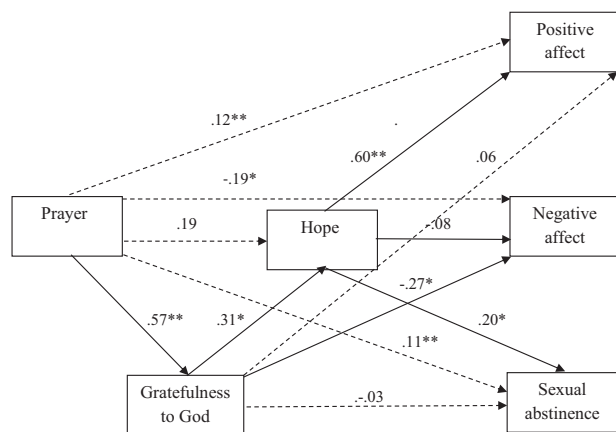 Positive
affect
.12**
.
.60**
.06
-.19*
Prayer
.19
Hope
-.08
Negative
affect
-.27*
.57**
.31*
.20*
.11**
Gratefulness
to God
.-03
Sexual
abstinence